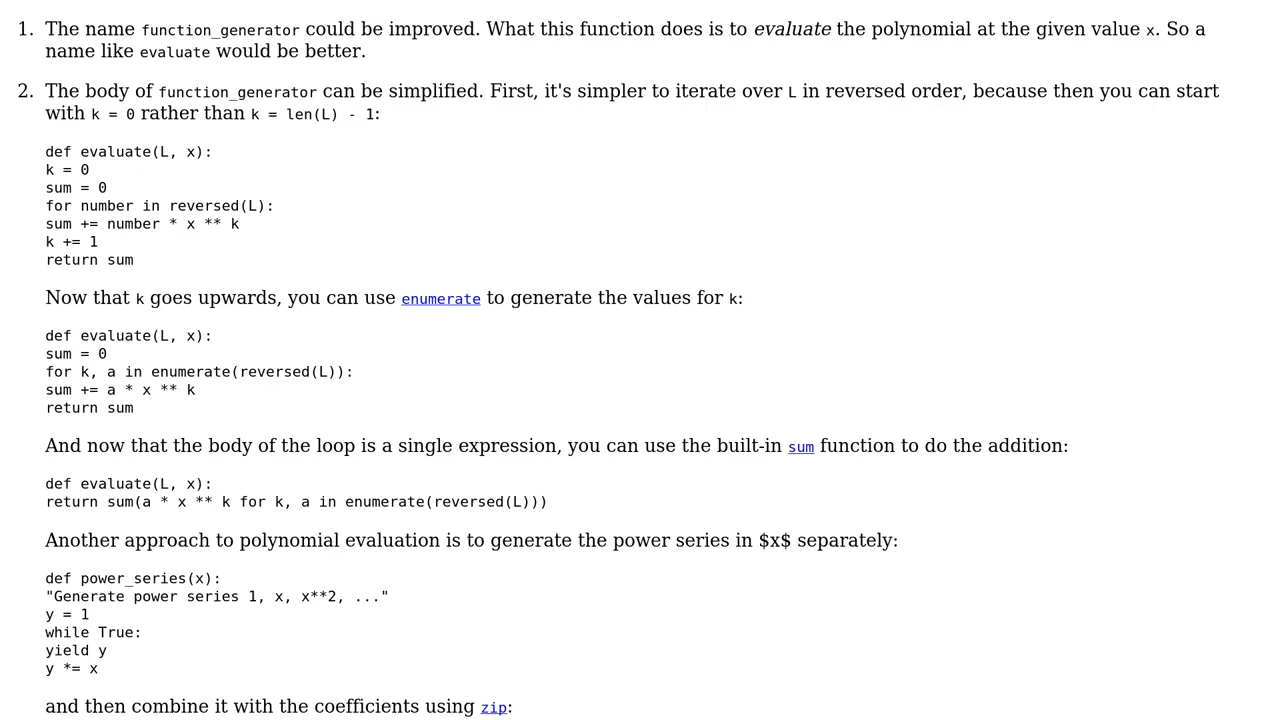 1. The name function_generator could be improved. What this function does is to evaluate the polynomial at the given value x. So a
name like evaluate would be better.
2. The body of function_generator can be simplified. First, it's simpler to iterate over L in reversed order, because then you can start
with k = 0 rather than k = len(L) - 1:
def evaluate(L, x):
k = 0
sum = 0
for number in reversed(L):
sum += number * x ** k
k += 1
return sum
Now that k goes upwards, you can use enumerate to generate the values for k:
def evaluate(L, x):
sum = 0
for k, a in enumerate(reversed(L)):
sum += a * x ** k
return sum
And now that the body of the loop is a single expression, you can use the built-in sum function to do the addition:
def evaluate(L, x):
return sum(a * x ** k for k, a in enumerate(reversed(L)))
Another approach to polynomial evaluation is to generate the power series in $x$ separately:
def power_series(x):
"Generate power series 1, x, x**2, ..."
y = 1
while True:
yield y
y *= x
and then combine it with the coefficients using zip: